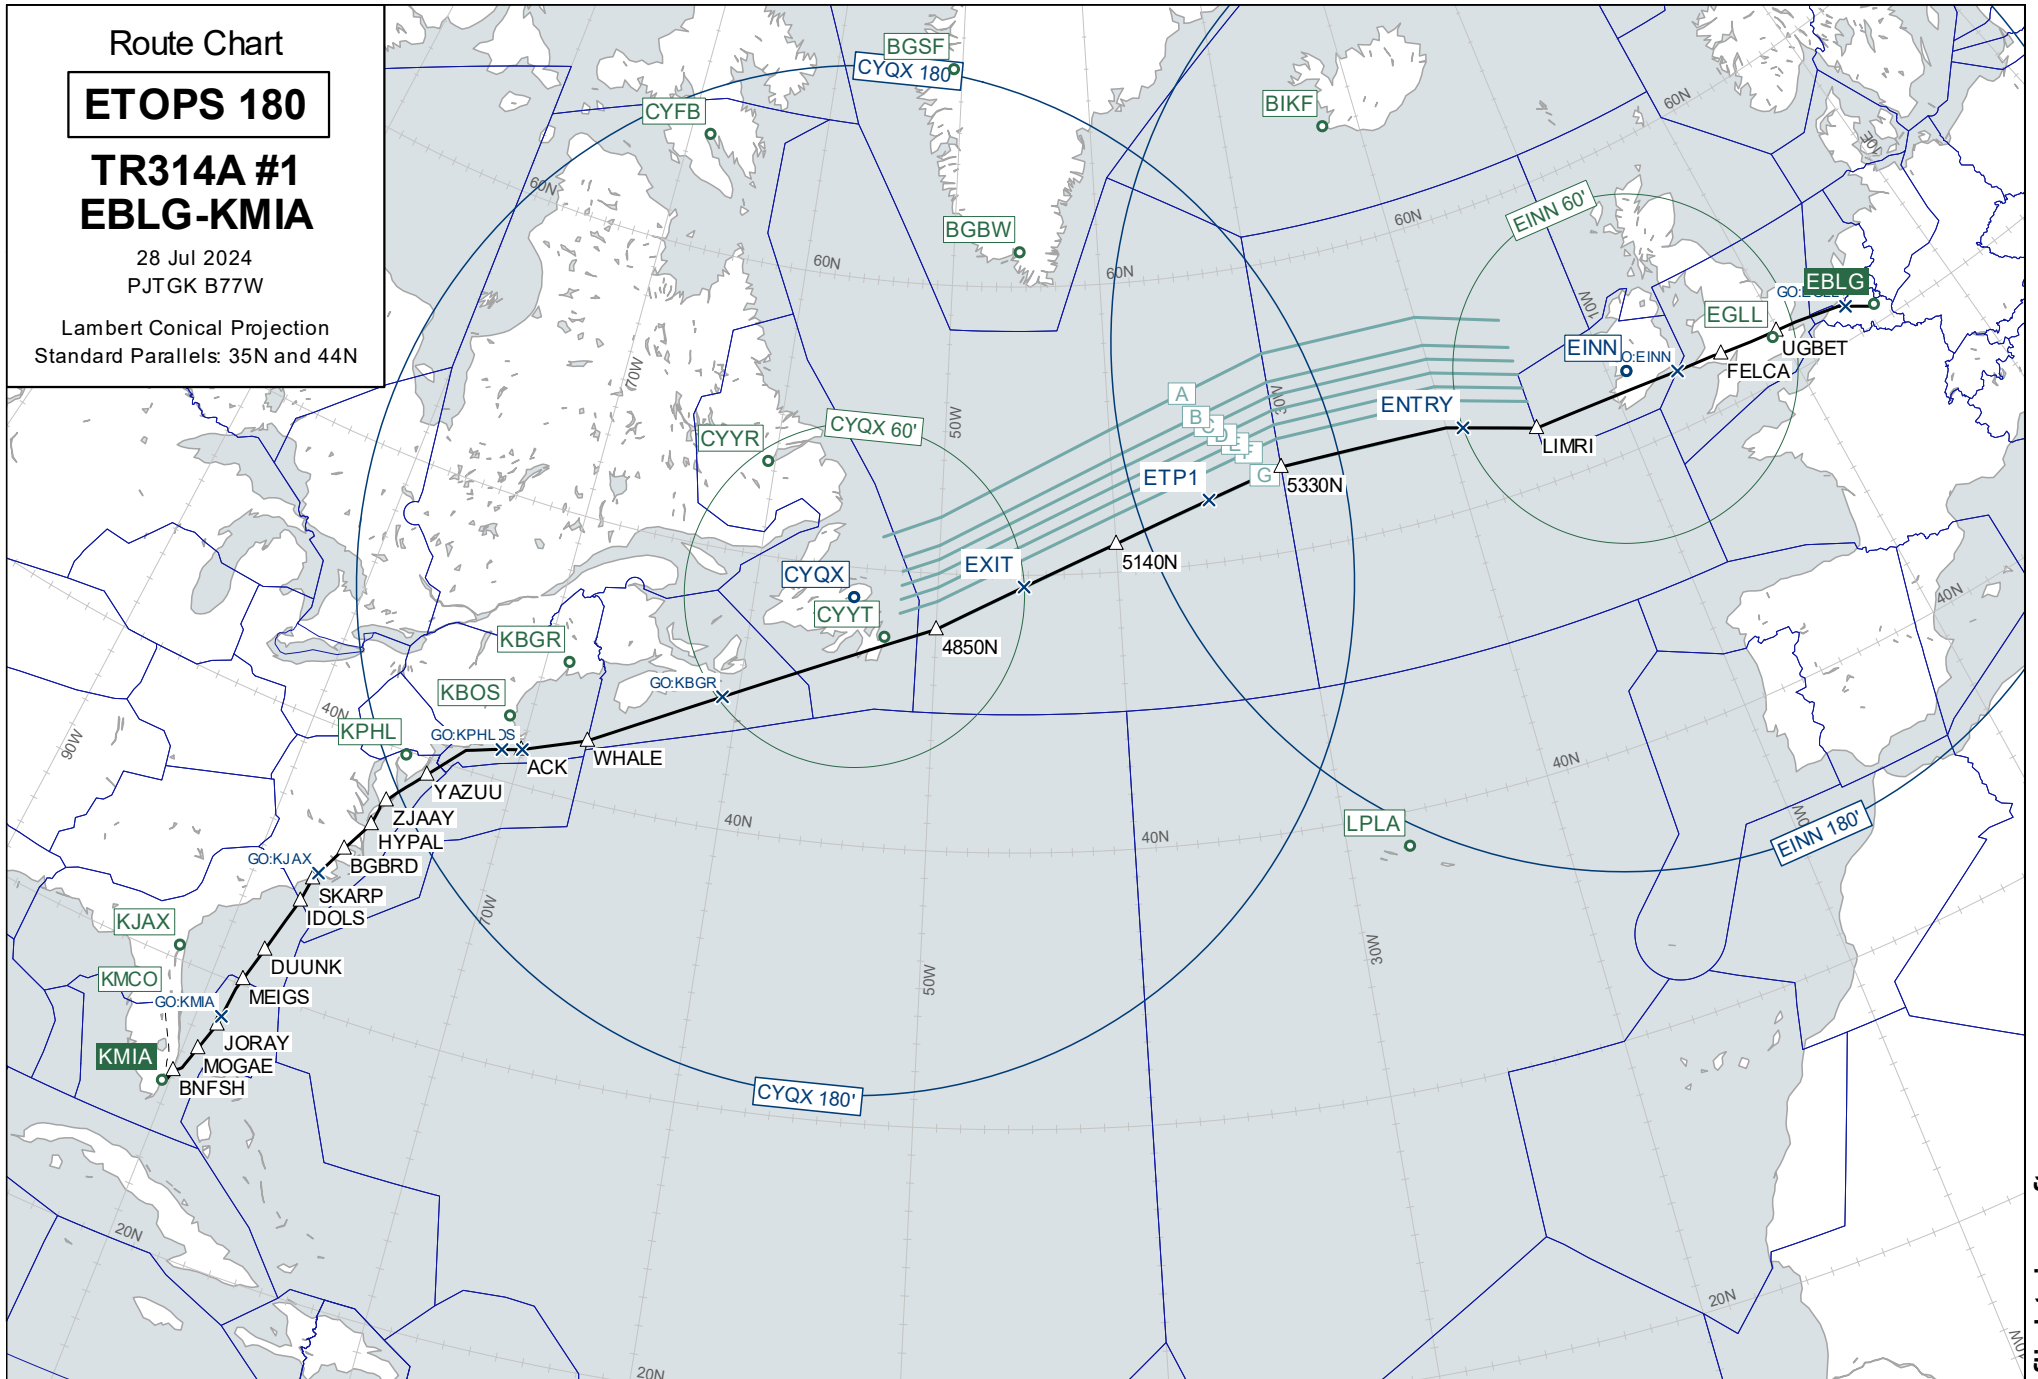 Route Chart
ETOPS 180
TR314A #1
EBLG-KMIA
28 Jul 2024
PJTGK B77W
Lambert Conical Projection
Standard Parallels: 35N and 44N
BGSF
CYQX 180'
CYFB
BIKF
60N
60N
EINN 60'
60N
BGBW
60N
60N
10E
10W
EBLG
EGLL
UGBET
EINN
FELCA
70W
A
B
C
D
E
F
G
30W
ENTRY
LIMRI
CYQX 60'
50W
CYYR
ETP1
5330N
EXIT
5140N
CYQX
CYYT
4850N
KBGR
GO:KBGR
KBOS
40N
40N
KPHL
GO:KPHL
ACK
WHALE
90W
YAZUU
40N
ZJAAY
HYPAL
40N
40N
LPLA
EINN 180'
GO:KJAX
BGBRD
SKARP
IDOLS
70W
KJAX
DUUNK
30W
KMCO
MEIGS
50W
GO:KMIA
JORAY
KMIA
MOGAE
BNFSH
CYQX 180'
20N
20N
20N